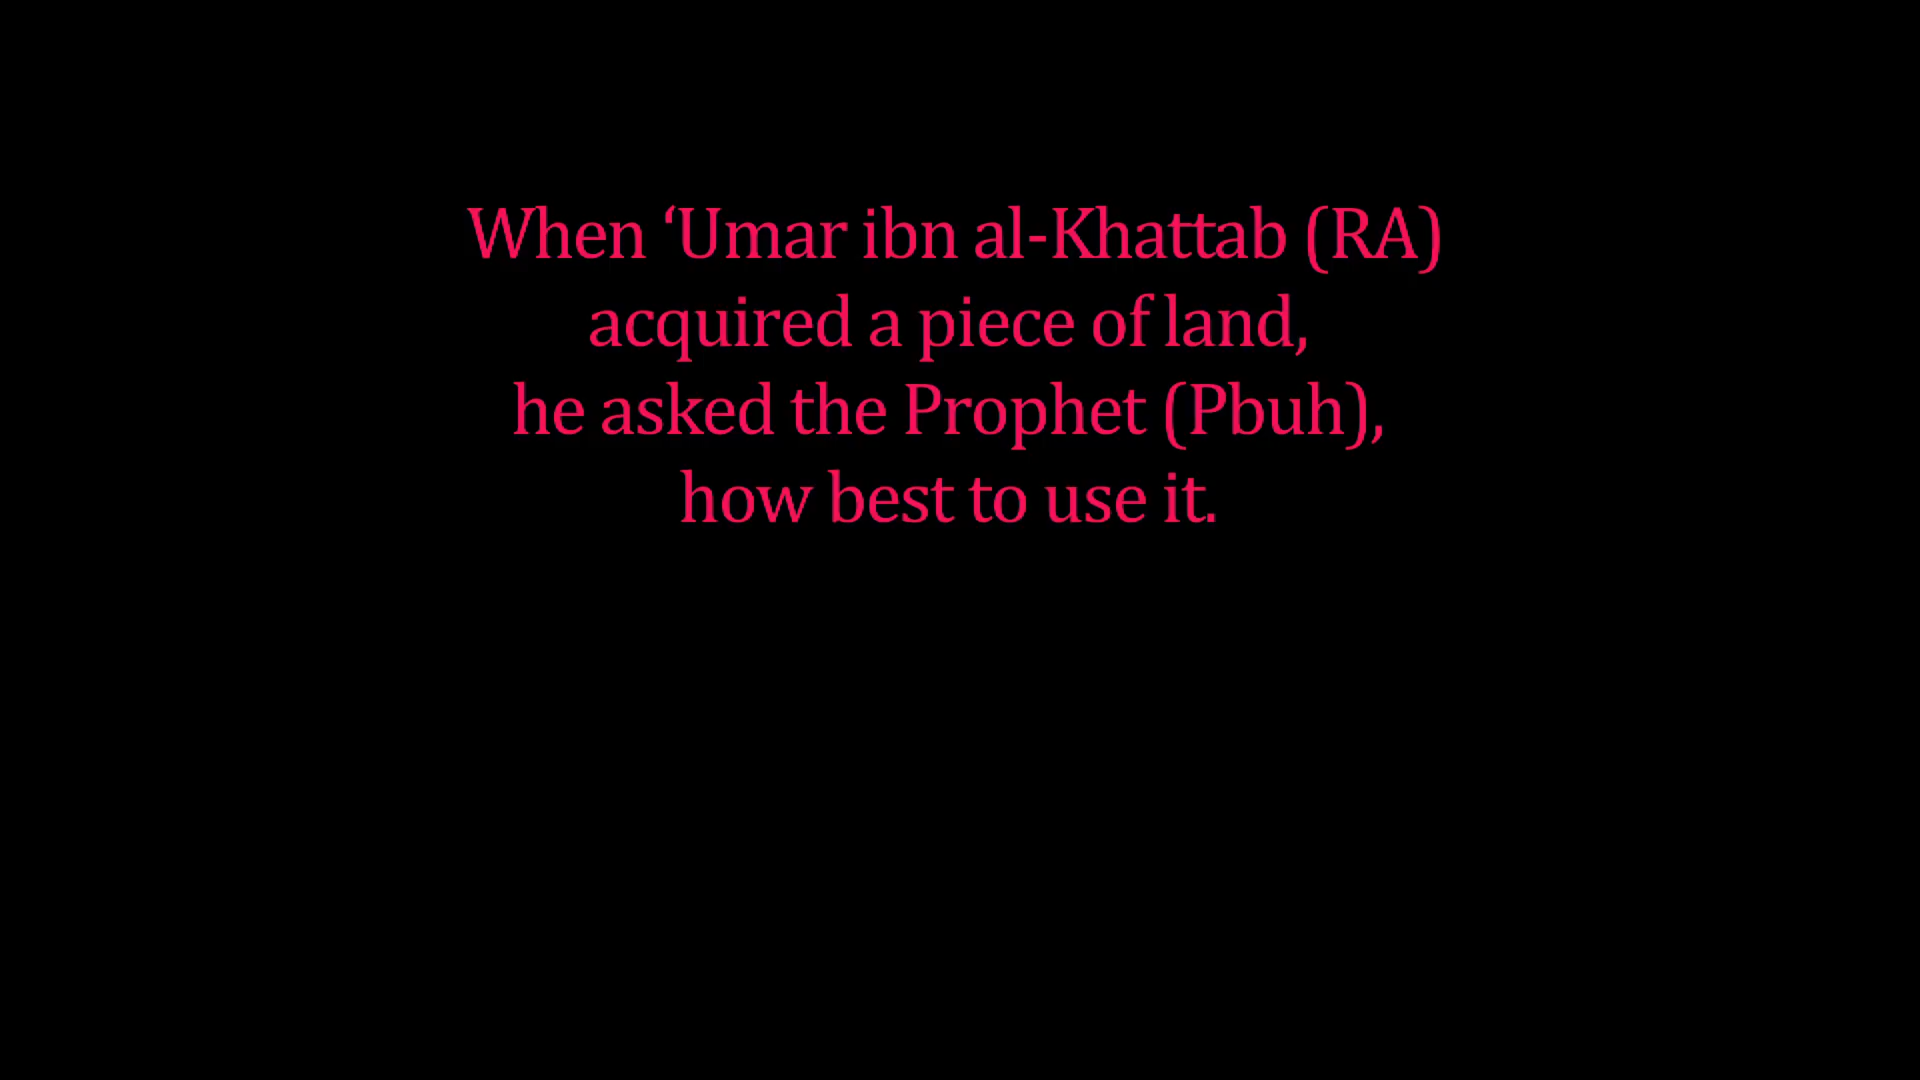 When ‘Umar ibn al-Khattab (RA)
acquired a piece of land,
he asked the Prophet (Pbuh),
how best to use it.